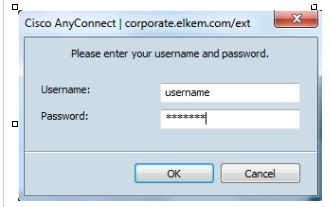 Cisco AnyConnect | corporate.elkem.com/ext
Please enter your username and password.
Username: username
Password: *******
OK Cancel